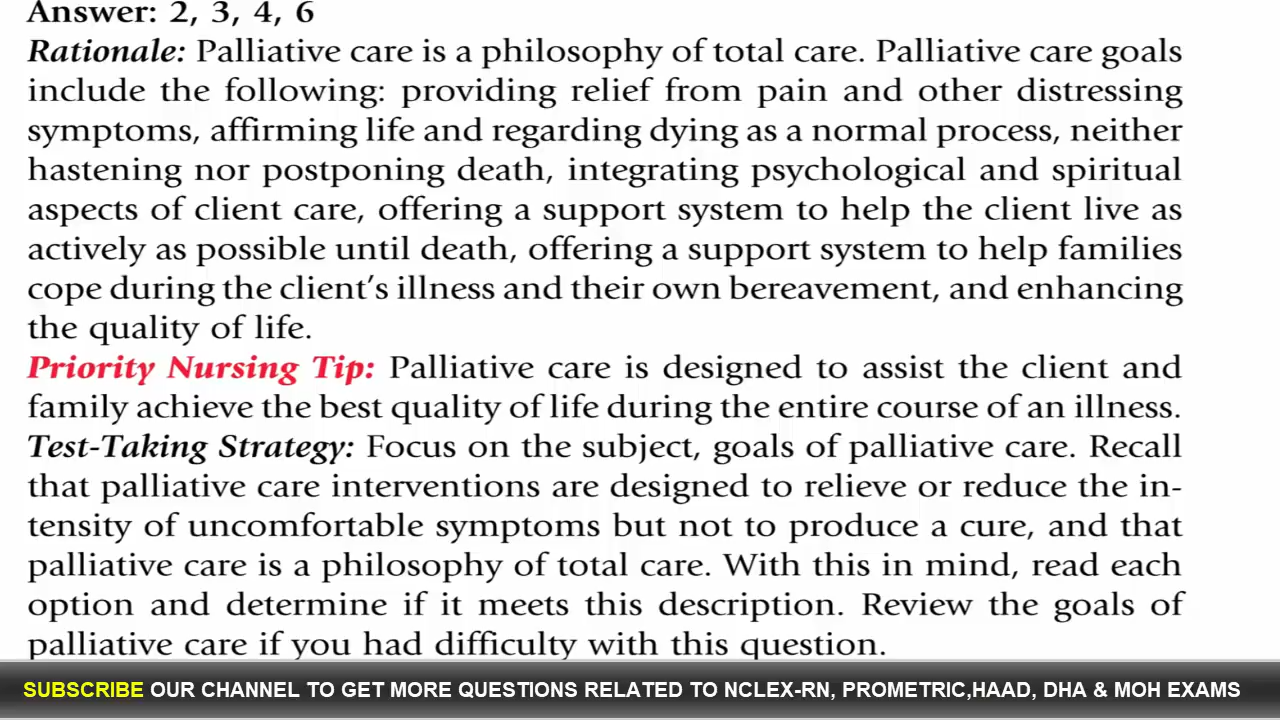 Answer: 2, 3, 4, 6
Rationale: Palliative care is a philosophy of total care. Palliative care goals
include the following: providing relief from pain and other distressing
symptoms, affirming life and regarding dying as a normal process, neither
hastening nor postponing death, integrating psychological and spiritual
aspects of client care, offering a support system to help the client live as
actively as possible until death, offering a support system to help families
cope during the client’s illness and their own bereavement, and enhancing
the quality of life.
Priority Nursing Tip: Palliative care is designed to assist the client and
family achieve the best quality of life during the entire course of an illness.
Test-Taking Strategy: Focus on the subject, goals of palliative care. Recall
that palliative care interventions are designed to relieve or reduce the in-
tensity of uncomfortable symptoms but not to produce a cure, and that
palliative care is a philosophy of total care. With this in mind, read each
option and determine if it meets this description. Review the goals of
palliative care if you had difficulty with this question.
SUBSCRIBE OUR CHANNEL TO GET MORE QUESTIONS RELATED TO NCLEX-RN, PROMETRIC,HAAD, DHA & MOH EXAMS